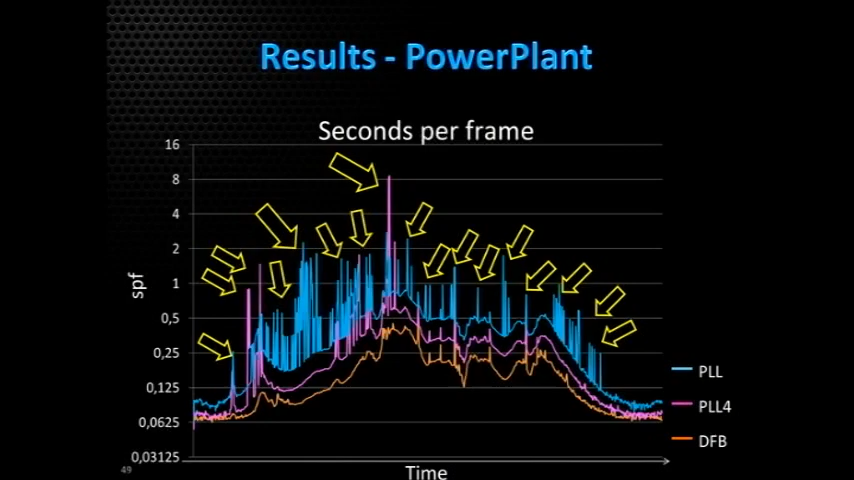 Results - PowerPlant
Seconds per frame
16
8
4
2
1
0,5
0,25
0,125
0,0625
0,03125
spf
Time
PLL
PLL4
DFB
49